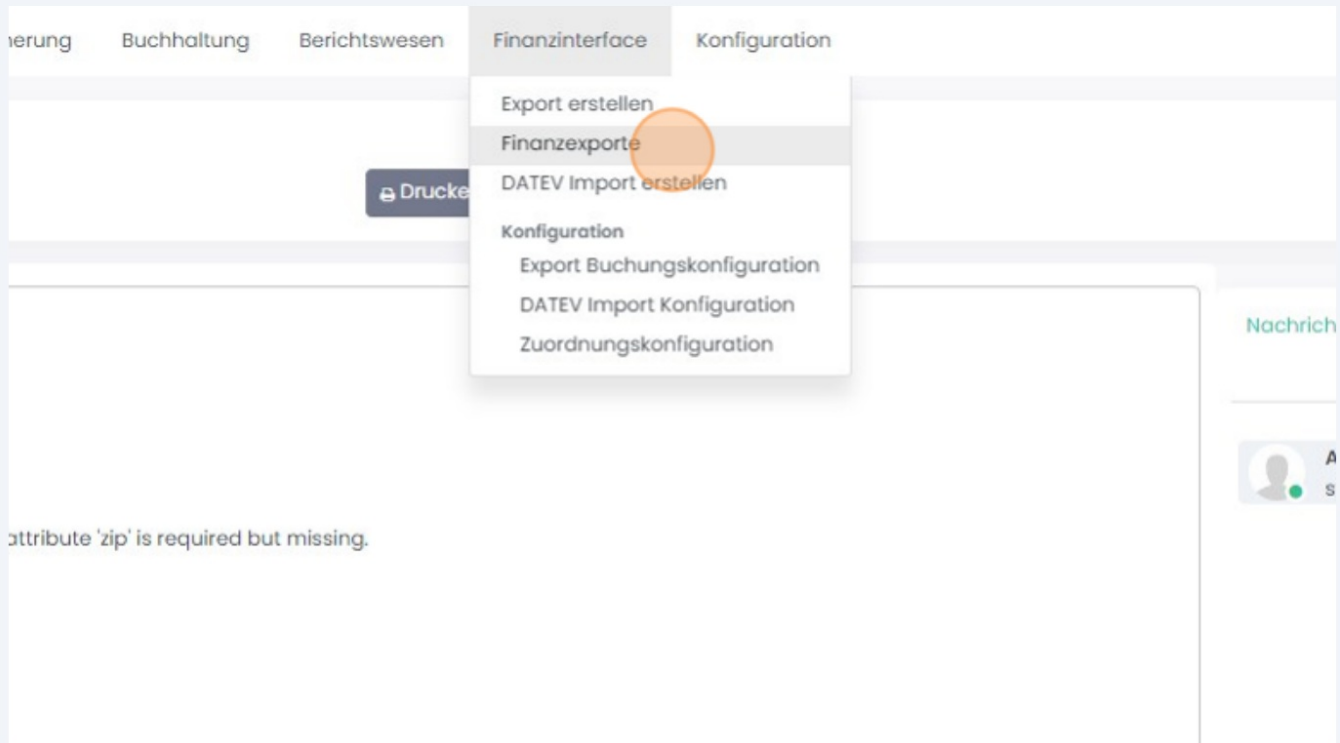 nerung Buchhaltung Berichtswesen Finanzinterface Konfiguration
Export erstellen
Finanzexporte
Drucke
DATEV Import erstellen
Konfiguration
Export Buchungskonfiguration
DATEV Import Konfiguration
Zuordnungskonfiguration
Nachrich
A
s
attribute 'zip' is required but missing.